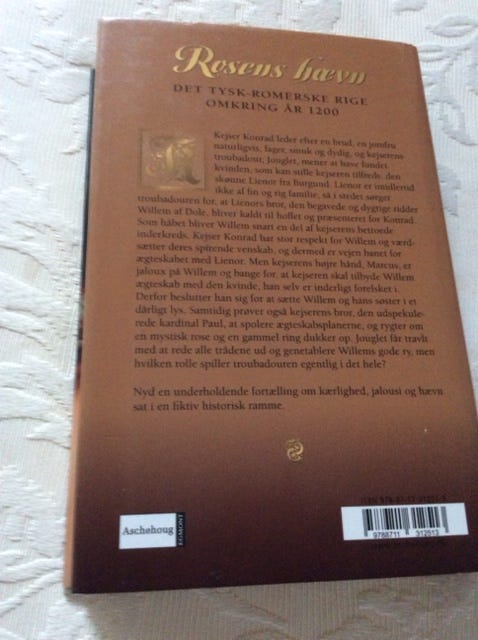 Rosens hævn
DET TYSK-ROMERSKE RIGE
OMKRING ÅR 1200
Kejser Konrad leder efter en brud, en jomfru
naturligvis, fager, smuk og dydig, og kejserens
troubadour, Jouglet, mener at have fundet
kvinden, som kan stille kejseren tilfreds: den
skønne Lienor fra Burgund. Lienor er imidlertid
ikke af fin og rig familie, så i stedet sørger
troubadouren for, at Lienors bror, den begavede og dygtige ridder
Willem af Dole, bliver kaldt til hoffet og præsenteret for Konrad.
Som håbet bliver Willem snart en del af kejserens betroede
inderkreds. Kejser Konrad har stor respekt for Willem og værd-
sætter deres spirende venskab, og dermed er vejen banet for
ægteskabet med Lienor. Men kejserens højre hånd, Marcus, er
jaloux på Willem og bange for, at kejseren skal tilbyde Willem
ægteskab med den kvinde, han selv er inderligt forelsket i.
Derfor beslutter han sig for at sætte Willem og hans søster i et
dårligt lys. Samtidig prøver også kejserens bror, den udspekule-
rede kardinal Paul, at spolere ægteskabsplanerne, og rygter om
en mystisk rose og en gammel ring dukker op. Jouglet får travlt
med at rede alle trådene ud og genetablere Willems gode ry, men
hvilken rolle spiller troubadouren egentlig i det hele?
Nyd en underholdende fortælling om kærlighed, jalousi og hævn
sat i en fiktiv historisk ramme.
Aschehoug
EGMONT
9788711 312513